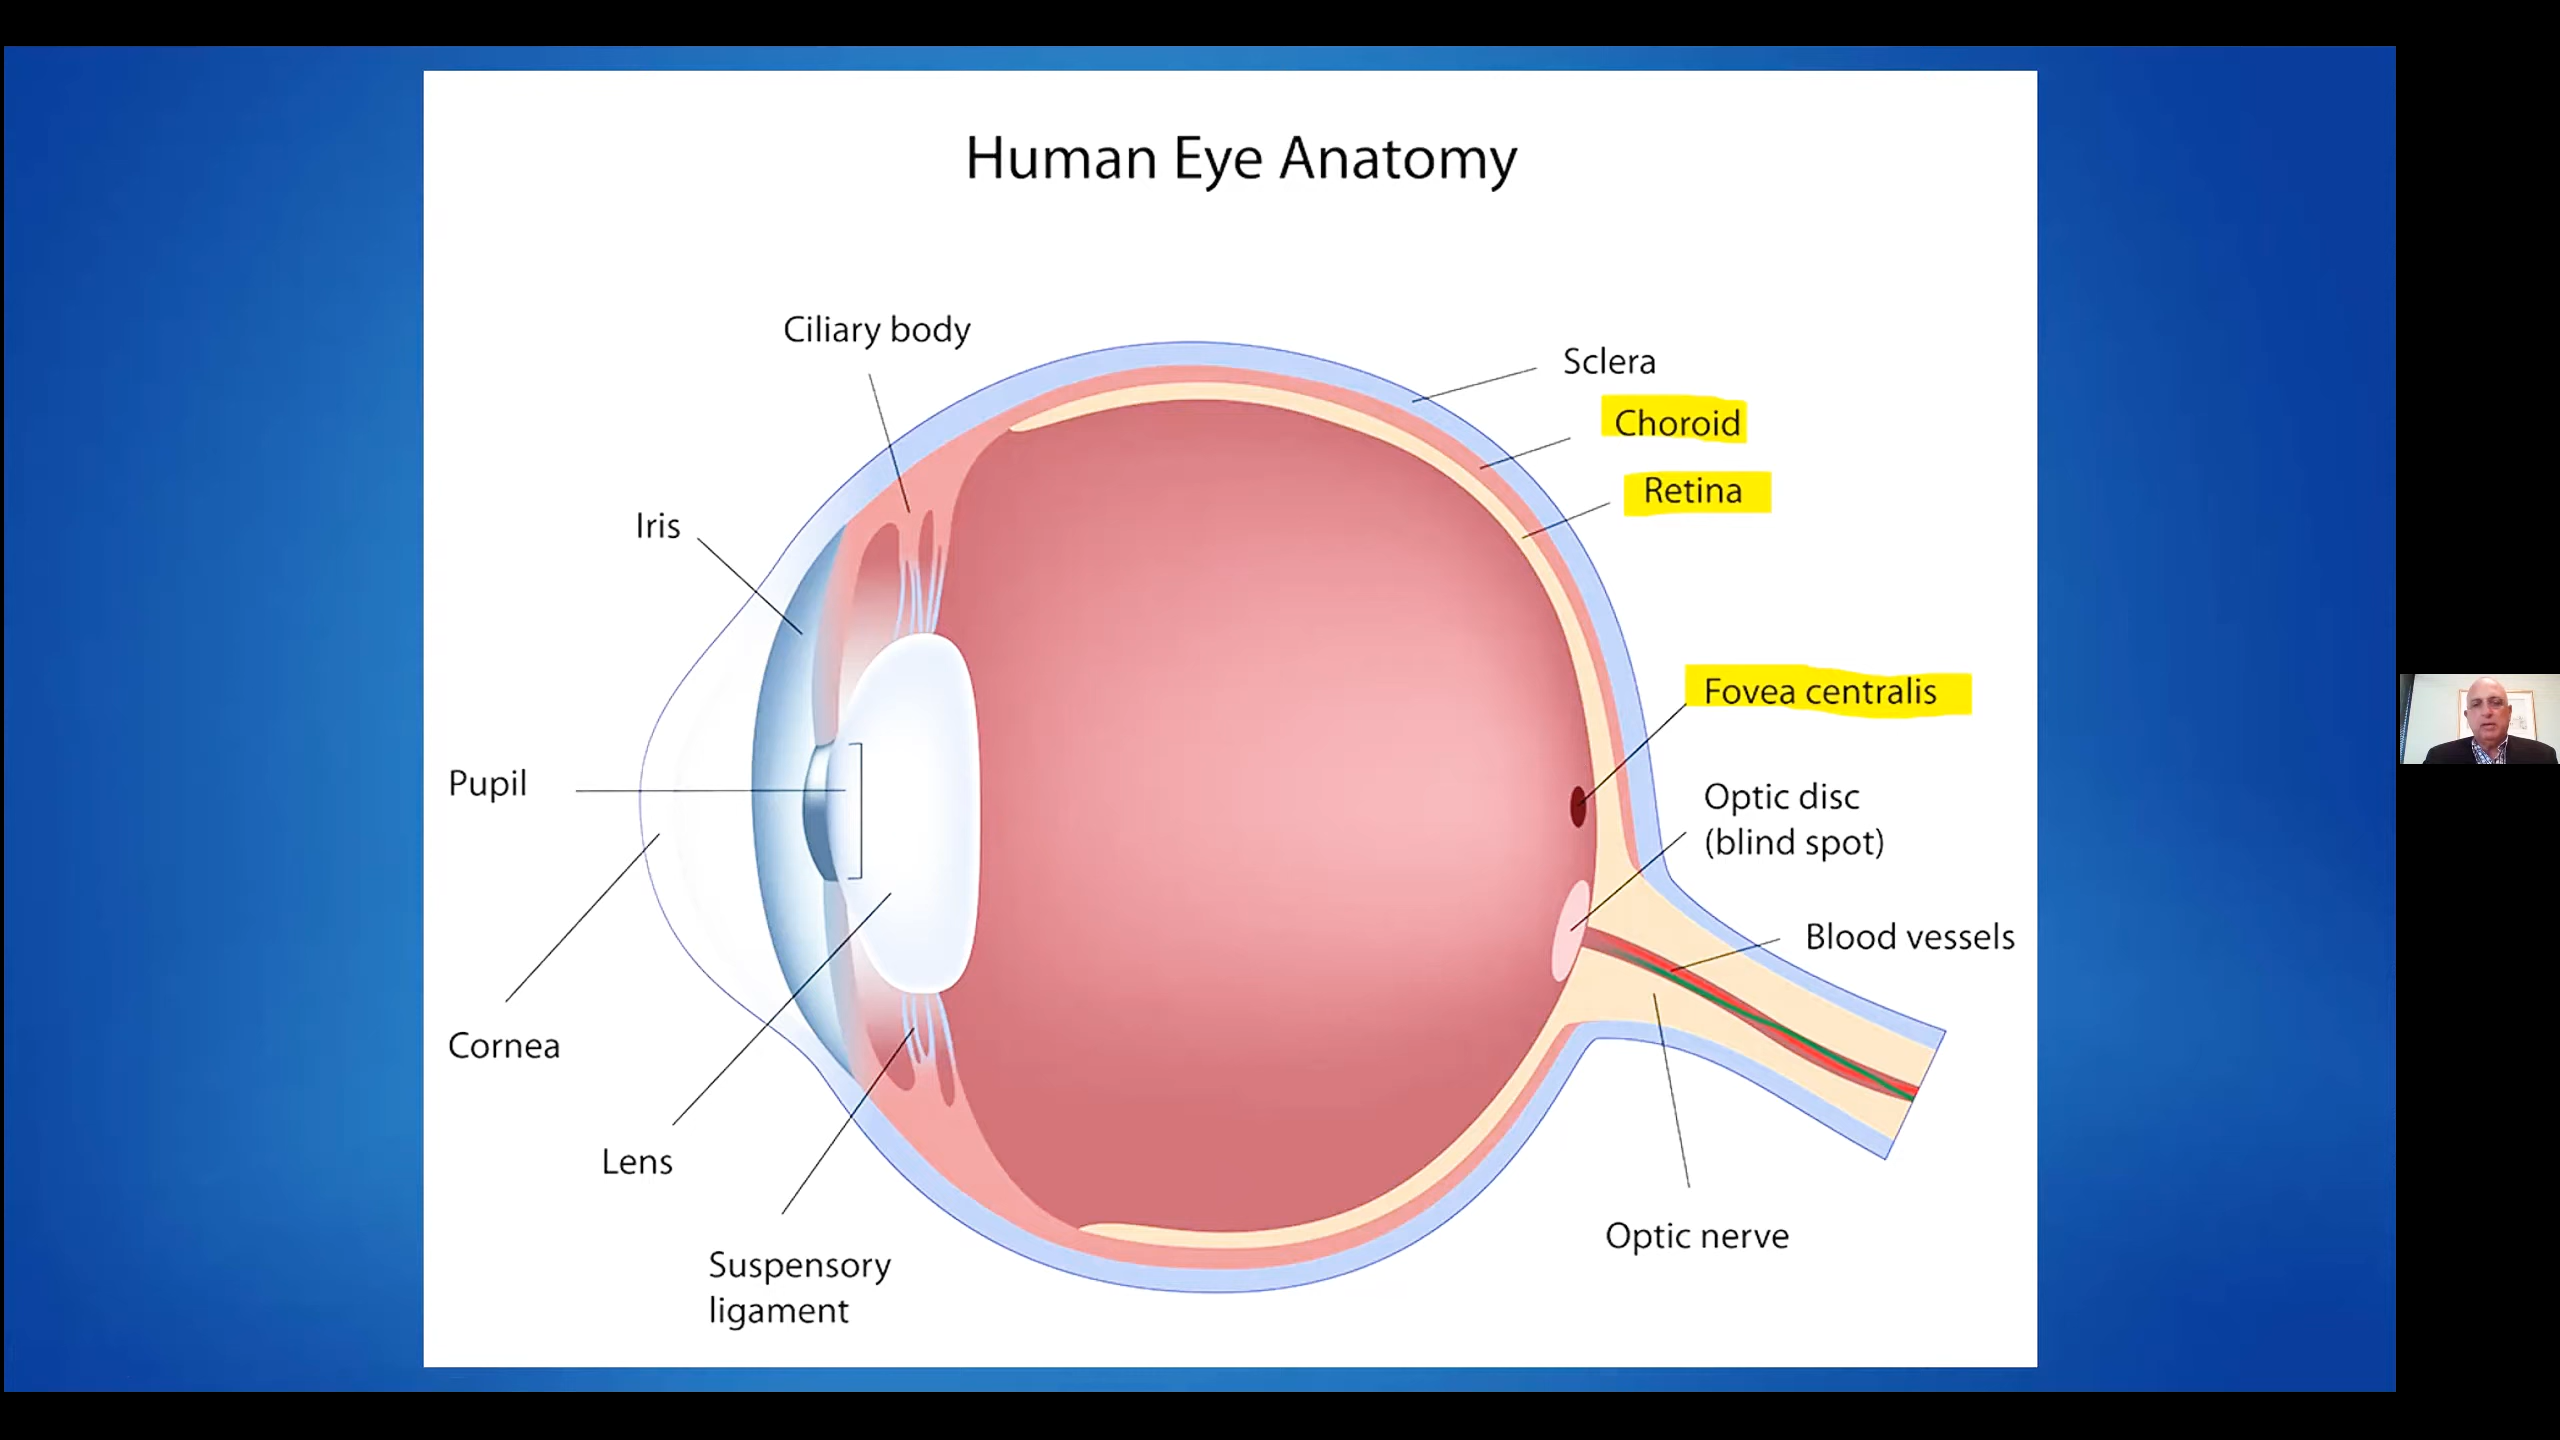 Human Eye Anatomy
Ciliary body
Sclera
Choroid
Retina
Iris
Fovea centralis
Pupil
Optic disc
(blind spot)
Blood vessels
Cornea
Lens
Optic nerve
Suspensory
ligament